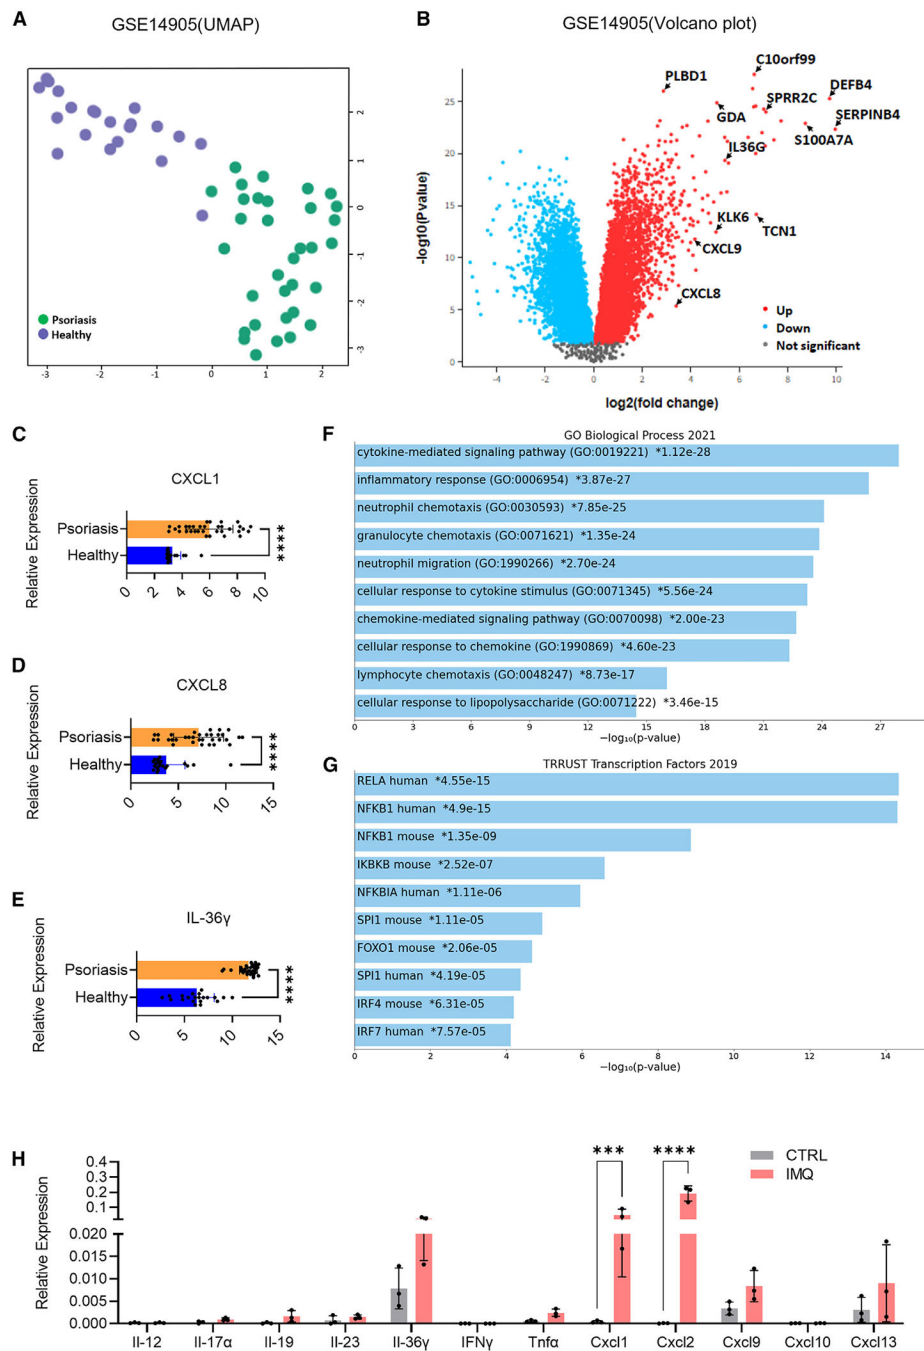 A
GSE14905(UMAP)
2
1
0
-1
-2
-3
Psoriasis
Healthy
-3
-2
-1
0
1
2
B
GSE14905(Volcano plot)
-log10(Pvalue)
25
20
15
10
5
0
C10orf99
PLBD1
DEFB4
SPRR2C
GDA
SERPINB4
S100A7A
IL36G
KLK6
TCN1
CXCL9
CXCL8
Up
Down
Not significant
-4
-2
0
2
4
6
8
10
log2(fold change)
C
CXCL1
Relative Expression
Psoriasis
Healthy
****
0
2
4
6
8
10
D
CXCL8
Relative Expression
Psoriasis
Healthy
****
0
5
10
15
E
IL-36γ
Relative Expression
Psoriasis
Healthy
****
0
5
10
15
F
GO Biological Process 2021
cytokine-mediated signaling pathway (GO:0019221) *1.12e-28
inflammatory response (GO:0006954) *3.87e-27
neutrophil chemotaxis (GO:0030593) *7.85e-25
granulocyte chemotaxis (GO:0071621) *1.35e-24
neutrophil migration (GO:1990266) *2.70e-24
cellular response to cytokine stimulus (GO:0071345) *5.56e-24
chemokine-mediated signaling pathway (GO:0070098) *2.00e-23
cellular response to chemokine (GO:1990869) *4.60e-23
lymphocyte chemotaxis (GO:0048247) *8.73e-17
cellular response to lipopolysaccharide (GO:0071222) *3.46e-15
0
3
6
9
12
15
18
21
24
27
−log₁₀(p-value)
G
TRRUST Transcription Factors 2019
RELA human *4.55e-15
NFKB1 human *4.9e-15
NFKB1 mouse *1.35e-09
IKBKB mouse *2.52e-07
NFKBIA human *1.11e-06
SPI1 mouse *1.11e-05
FOXO1 mouse *2.06e-05
SPI1 human *4.19e-05
IRF4 mouse *6.31e-05
IRF7 human *7.57e-05
0
2
4
6
8
10
12
14
−log₁₀(p-value)
H
Relative Expression
0.4
0.3
0.2
0.1
0.020
0.015
0.010
0.005
0.000
***
****
CTRL
IMQ
Il-12
Il-17α
Il-19
Il-23
Il-36γ
IFNγ
Tnfα
Cxcl1
Cxcl2
Cxcl9
Cxcl10
Cxcl13